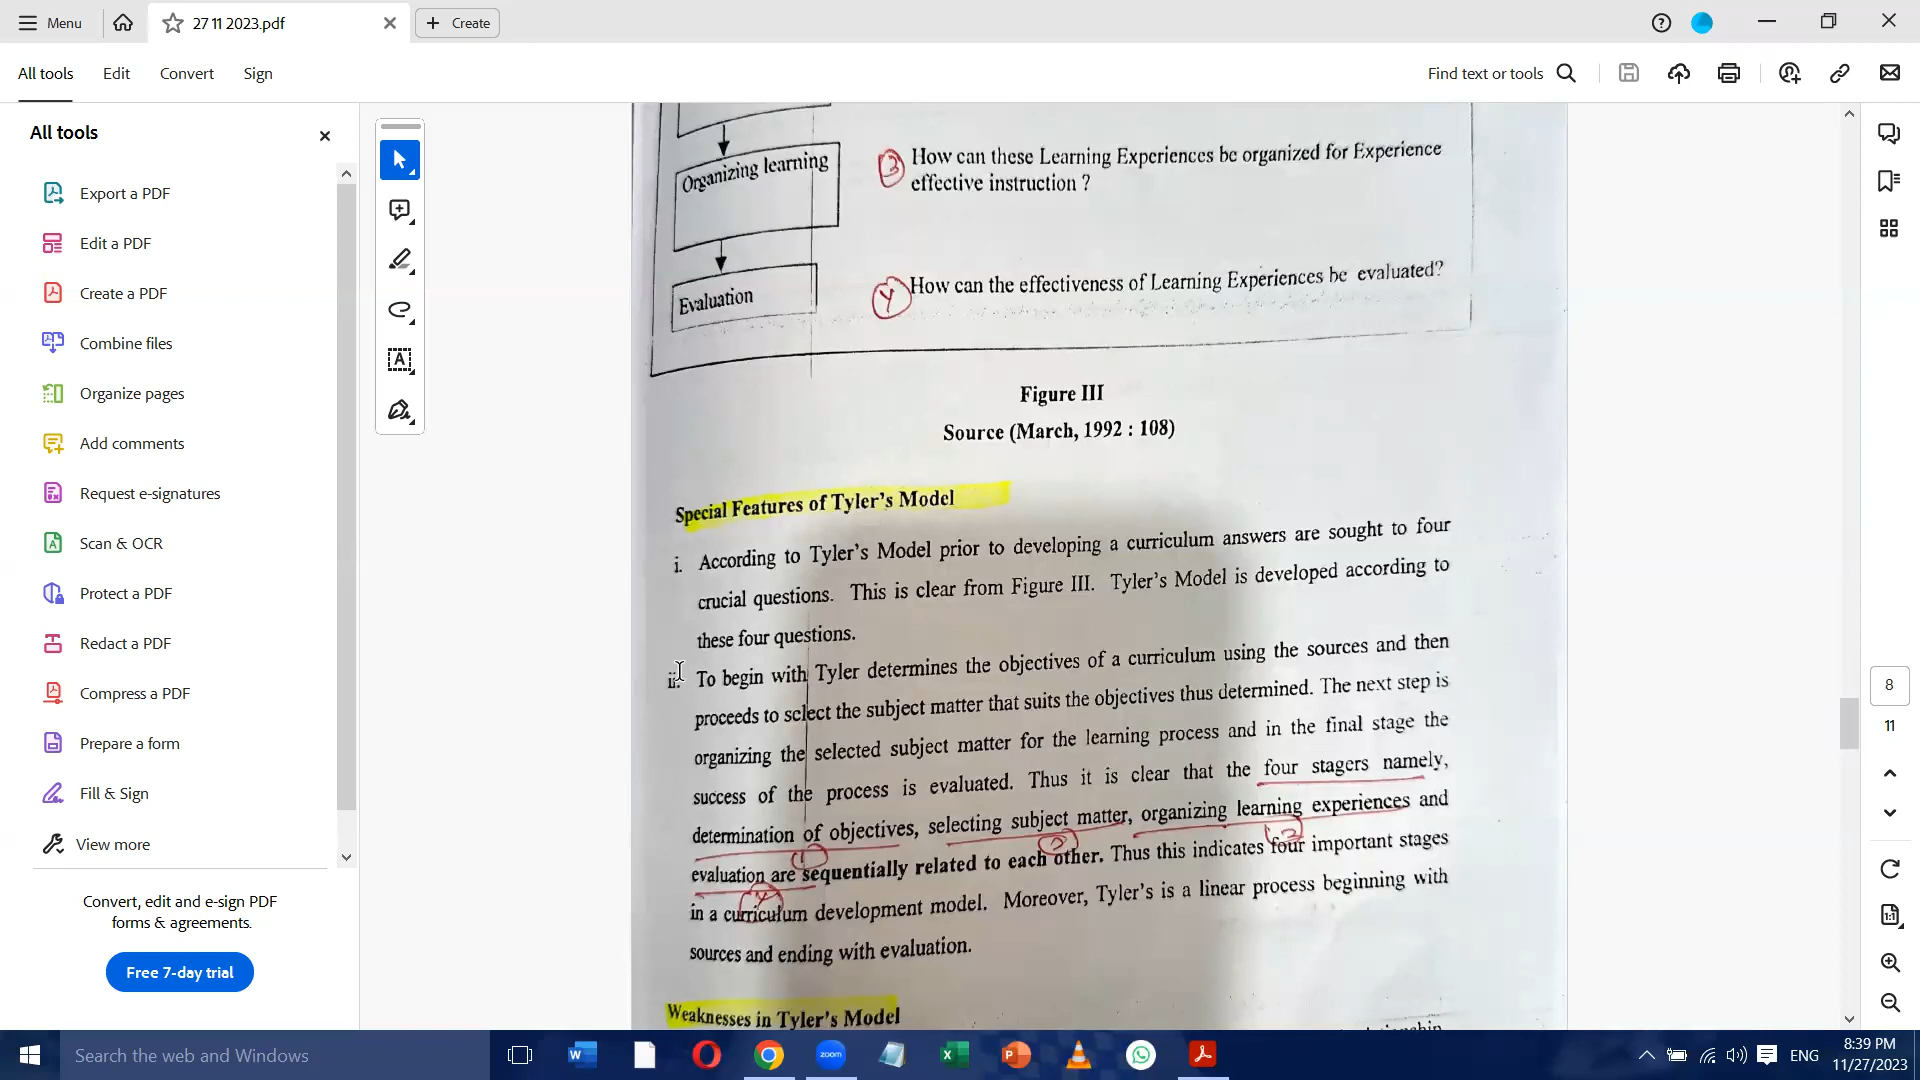 Menu
27 11 2023.pdf
Create
All tools
Edit
Convert
Sign
Find text or tools
All tools
Export a PDF
Edit a PDF
Create a PDF
Combine files
Organize pages
Add comments
Request e-signatures
Scan & OCR
Protect a PDF
Redact a PDF
Compress a PDF
Prepare a form
Fill & Sign
View more
Convert, edit and e-sign PDF
forms & agreements.
Free 7-day trial
Organizing learning
3 How can these Learning Experiences be organized for Experience
effective instruction ?
Evaluation
4 How can the effectiveness of Learning Experiences be evaluated?
Figure III
Source (March, 1992 : 108)
Special Features of Tyler's Model
i. According to Tyler's Model prior to developing a curriculum answers are sought to four
crucial questions. This is clear from Figure III. Tyler's Model is developed according to
these four questions.
ii. To begin with Tyler determines the objectives of a curriculum using the sources and then
proceeds to select the subject matter that suits the objectives thus determined. The next step is
organizing the selected subject matter for the learning process and in the final stage the
success of the process is evaluated. Thus it is clear that the four stagers namely,
determination of objectives, selecting subject matter, organizing learning experiences and
evaluation are sequentially related to each other. Thus this indicates four important stages
in a curriculum development model. Moreover, Tyler's is a linear process beginning with
sources and ending with evaluation.
Weaknesses in Tyler's Model
8
11
Search the web and Windows
zoom
ENG
8:39 PM
11/27/2023